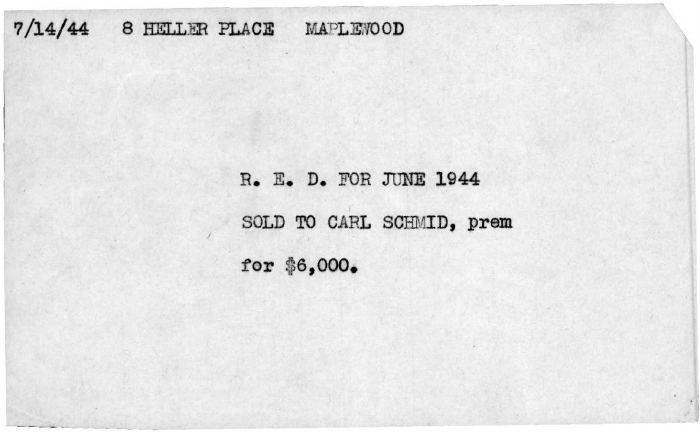 7/14/44 8 HELLER PLACE MAPLEWOOD
R. E. D. FOR JUNE 1944
SOLD TO CARL SCHMID, prem
for $6,000.